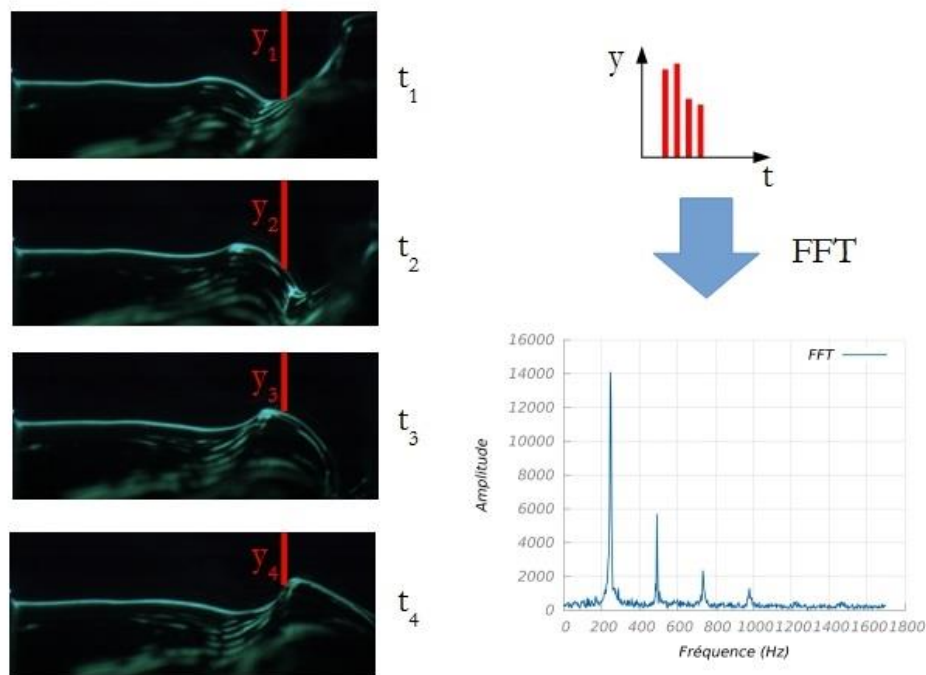 y₁
t₁
y₂
t₂
y₃
t₃
y₄
t₄
y
t
FFT
16000
14000
12000
10000
8000
6000
4000
2000
0
FFT
Amplitude
0 200 400 600 800 1000 1200 1400 1600 1800
Fréquence (Hz)